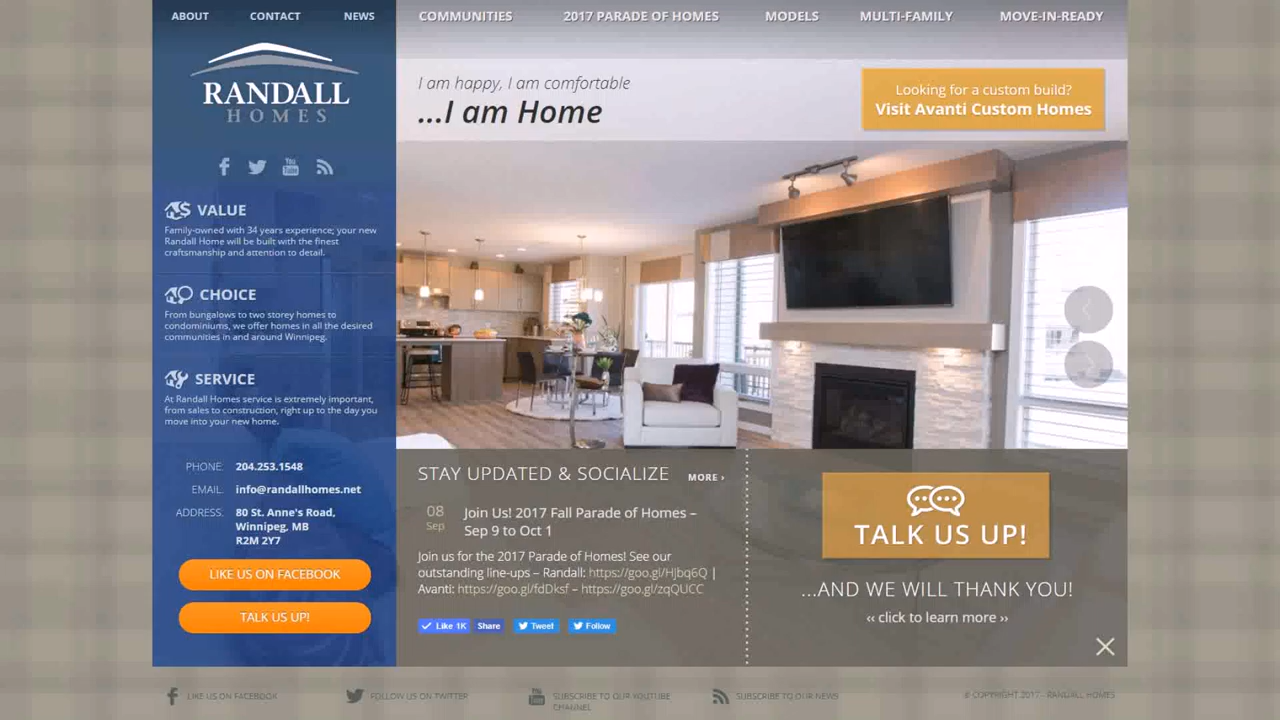 ABOUT CONTACT NEWS
COMMUNITIES 2017 PARADE OF HOMES MODELS MULTI-FAMILY MOVE-IN-READY
RANDALL
HOMES
You
Tube
VALUE
Family-owned with 34 years experience; your new
Randall Home will be built with the finest
craftsmanship and attention to detail.
CHOICE
From bungalows to two storey homes to
condominiums, we offer homes in all the desired
communities in and around Winnipeg.
SERVICE
At Randall Homes service is extremely important,
from sales to construction, right up to the day you
move into your new home.
PHONE: 204.253.1548
EMAIL: info@randallhomes.net
ADDRESS: 80 St. Anne's Road,
Winnipeg, MB
R2M 2Y7
LIKE US ON FACEBOOK
TALK US UP!
I am happy, I am comfortable
...I am Home
Looking for a custom build?
Visit Avanti Custom Homes
STAY UPDATED & SOCIALIZE MORE ›
08
Sep
Join Us! 2017 Fall Parade of Homes –
Sep 9 to Oct 1
Join us for the 2017 Parade of Homes! See our
outstanding line-ups – Randall: https://goo.gl/HJbq6Q |
Avanti: https://goo.gl/fdDksf – https://goo.gl/zqQUCC
Like 1K Share Tweet Follow
TALK US UP!
...AND WE WILL THANK YOU!
‹‹ click to learn more ››
LIKE US ON FACEBOOK
FOLLOW US ON TWITTER
SUBSCRIBE TO OUR YOUTUBE
CHANNEL
SUBSCRIBE TO OUR NEWS
© COPYRIGHT 2017 - RANDALL HOMES